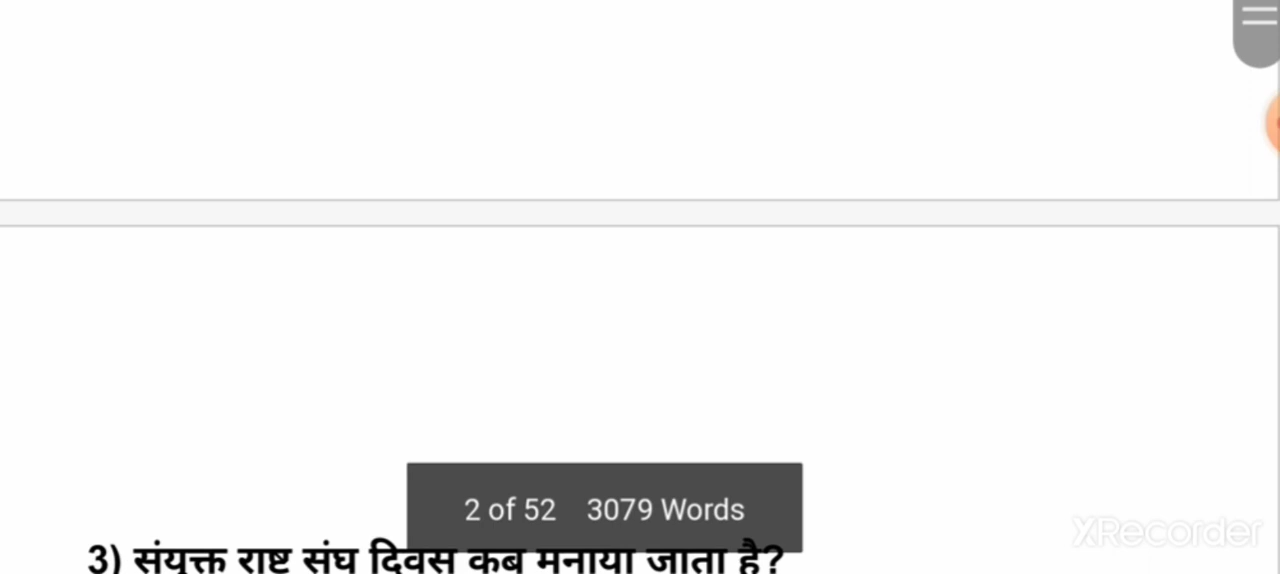 2 of 52 3079 Words
XRecorder
3) संयुक्त राष्ट संघ दिवस कब मनाया जाता है?